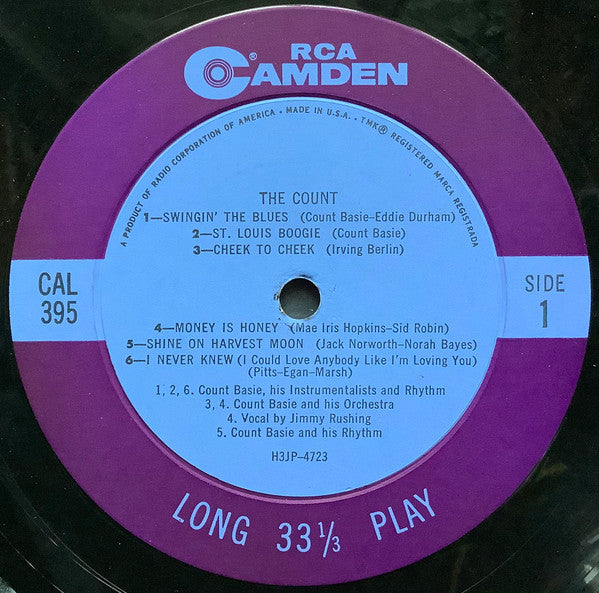 RCA
CAMDEN ®
A PRODUCT OF RADIO CORPORATION OF AMERICA • MADE IN U.S.A. • TMK® REGISTERED MARCA REGISTRADA
THE COUNT
1—SWINGIN' THE BLUES (Count Basie–Eddie Durham)
2—ST. LOUIS BOOGIE (Count Basie)
3—CHEEK TO CHEEK (Irving Berlin)
CAL
395
SIDE
1
4—MONEY IS HONEY (Mae Iris Hopkins–Sid Robin)
5—SHINE ON HARVEST MOON (Jack Norworth–Norah Bayes)
6—I NEVER KNEW (I Could Love Anybody Like I'm Loving You)
(Pitts–Egan–Marsh)
1, 2, 6. Count Basie, his Instrumentalists and Rhythm
3, 4. Count Basie and his Orchestra
4. Vocal by Jimmy Rushing
5. Count Basie and his Rhythm
H3JP–4723
LONG 33 1/3 PLAY